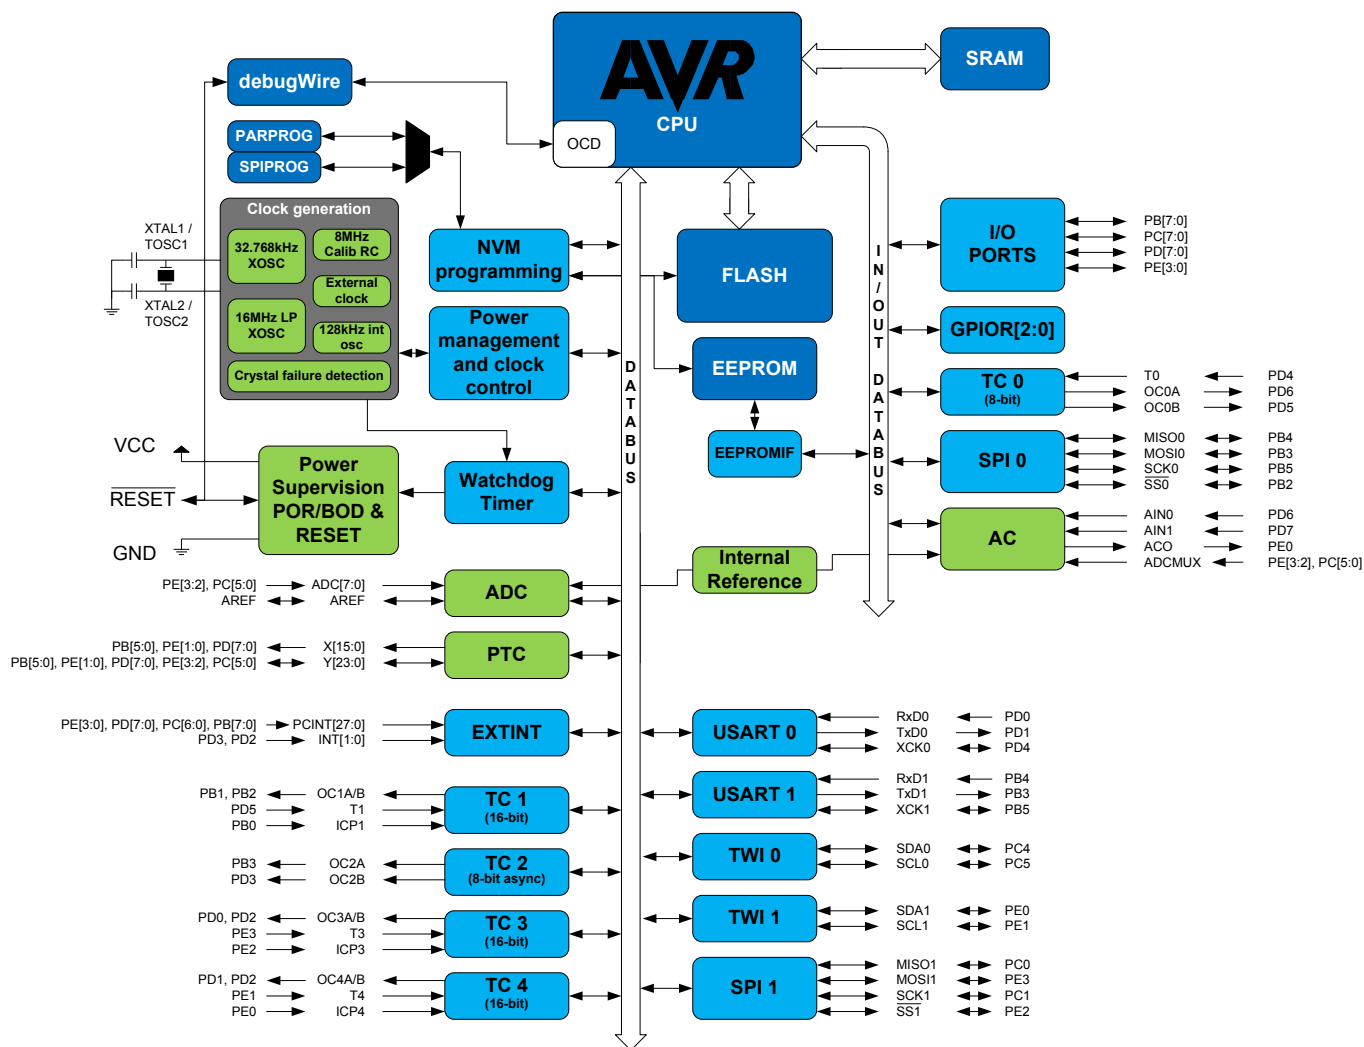 AVR
CPU
OCD
SRAM
debugWire
PARPROG
SPIPROG
Clock generation
32.768kHz
XOSC
8MHz
Calib RC
External
clock
16MHz LP
XOSC
128kHz int
osc
Crystal failure detection
XTAL1 /
TOSC1
XTAL2 /
TOSC2
NVM
programming
FLASH
Power
management
and clock
control
EEPROM
EEPROMIF
DATABUS
IN/OUT DATABUS
I/O
PORTS
PB[7:0]
PC[7:0]
PD[7:0]
PE[3:0]
GPIOR[2:0]
TC 0
(8-bit)
T0 PD4
OC0A PD6
OC0B PD5
SPI 0
MISO0 PB4
MOSI0 PB3
SCK0 PB5
SS0 PB2
AC
AIN0 PD6
AIN1 PD7
ACO PE0
ADCMUX PE[3:2], PC[5:0]
VCC
RESET
GND
Power
Supervision
POR/BOD &
RESET
Watchdog
Timer
Internal
Reference
PE[3:2], PC[5:0] ADC[7:0]
AREF AREF
ADC
PB[5:0], PE[1:0], PD[7:0] X[15:0]
PB[5:0], PE[1:0], PD[7:0], PE[3:2], PC[5:0] Y[23:0]
PTC
PE[3:0], PD[7:0], PC[6:0], PB[7:0] PCINT[27:0]
PD3, PD2 INT[1:0]
EXTINT
PB1, PB2 OC1A/B
PD5 T1
PB0 ICP1
TC 1
(16-bit)
PB3 OC2A
PD3 OC2B
TC 2
(8-bit async)
PD0, PD2 OC3A/B
PE3 T3
PE2 ICP3
TC 3
(16-bit)
PD1, PD2 OC4A/B
PE1 T4
PE0 ICP4
TC 4
(16-bit)
USART 0
RxD0 PD0
TxD0 PD1
XCK0 PD4
USART 1
RxD1 PB4
TxD1 PB3
XCK1 PB5
TWI 0
SDA0 PC4
SCL0 PC5
TWI 1
SDA1 PE0
SCL1 PE1
SPI 1
MISO1 PC0
MOSI1 PE3
SCK1 PC1
SS1 PE2